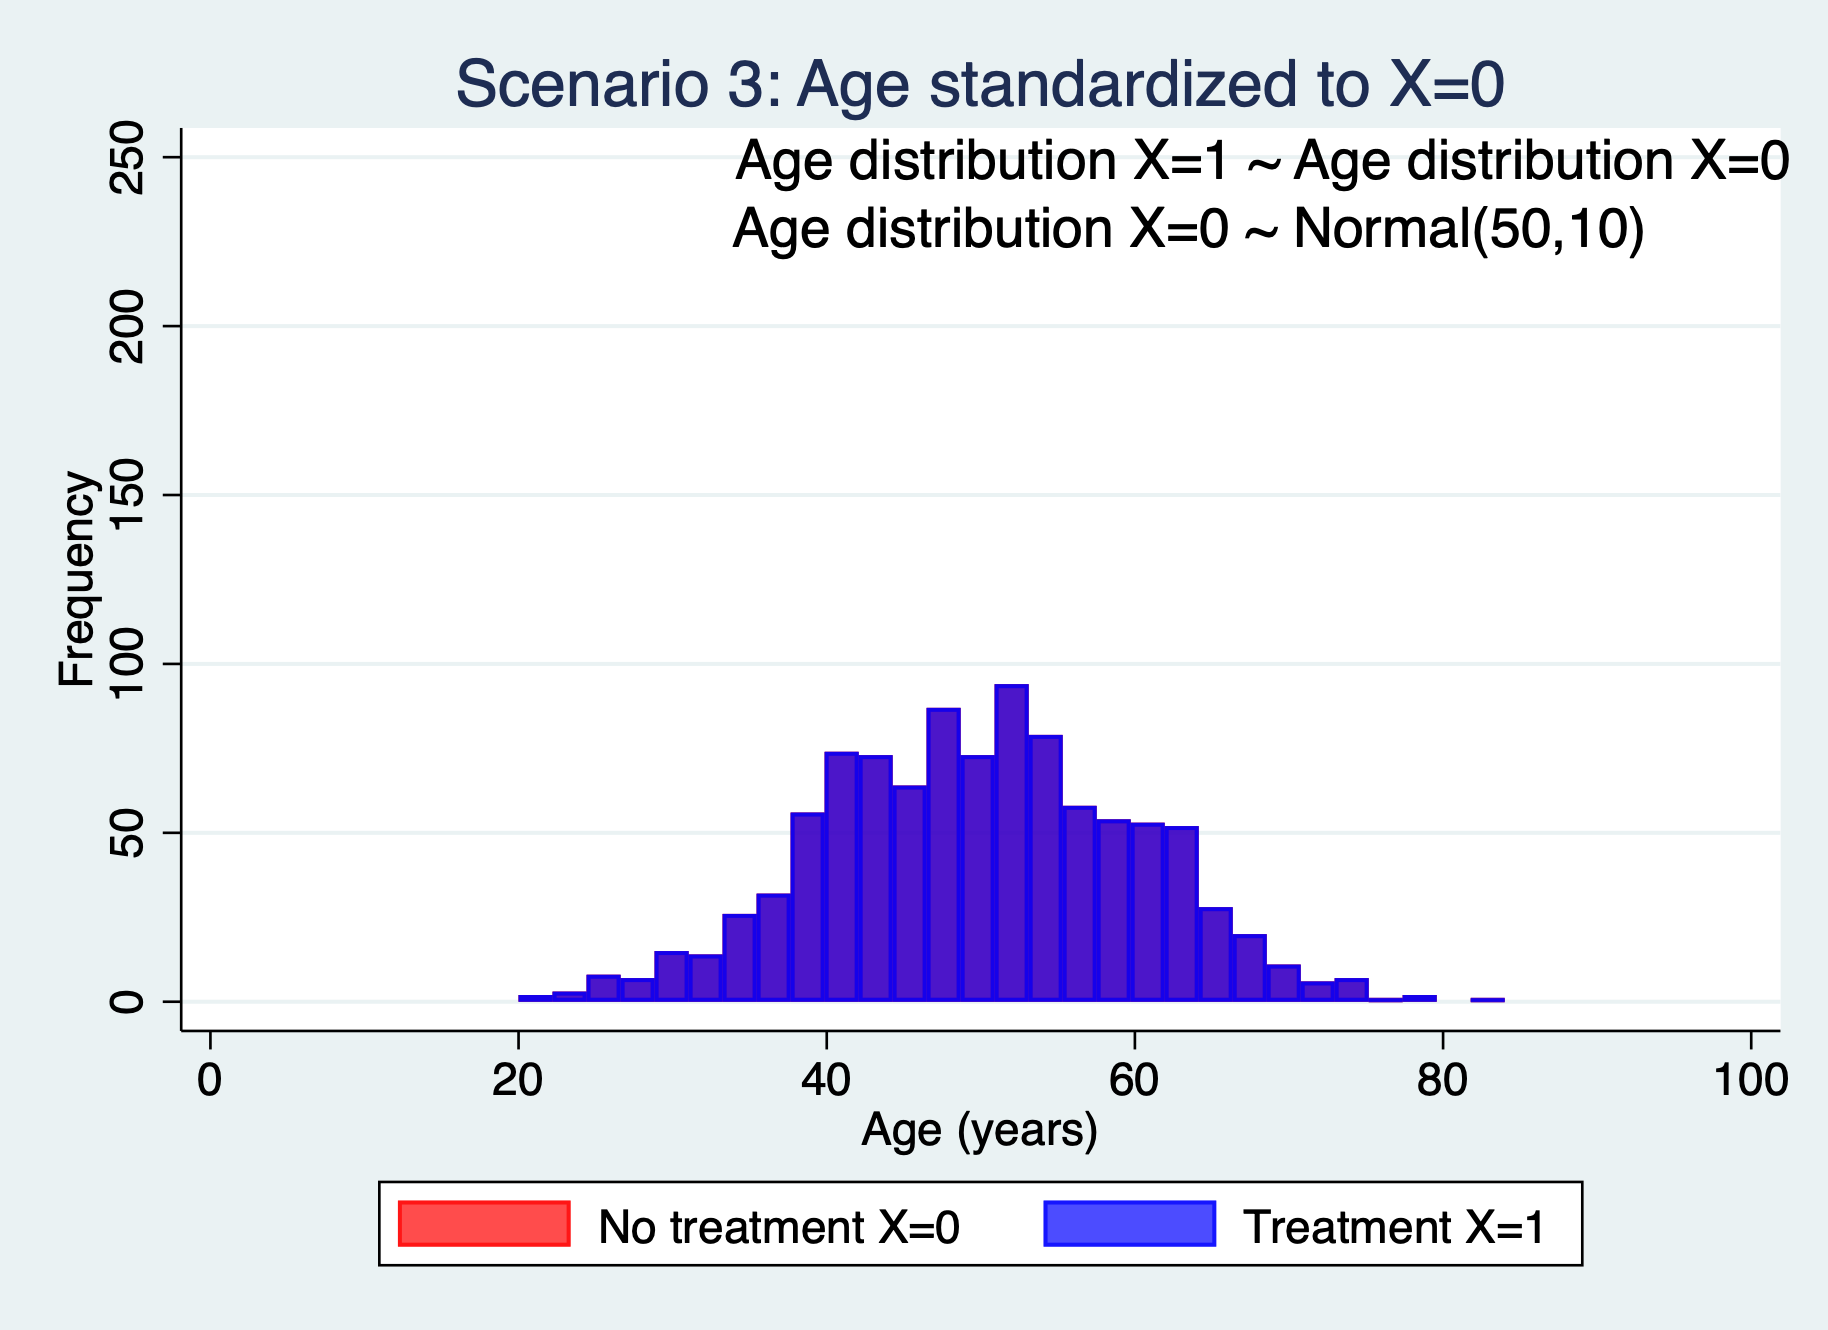 Scenario 3: Age standardized to X=0
Age distribution X=1 ~ Age distribution X=0
Age distribution X=0 ~ Normal(50,10)
Frequency
250
200
150
100
50
0
0 20 40 60 80 100
Age (years)
No treatment X=0 Treatment X=1